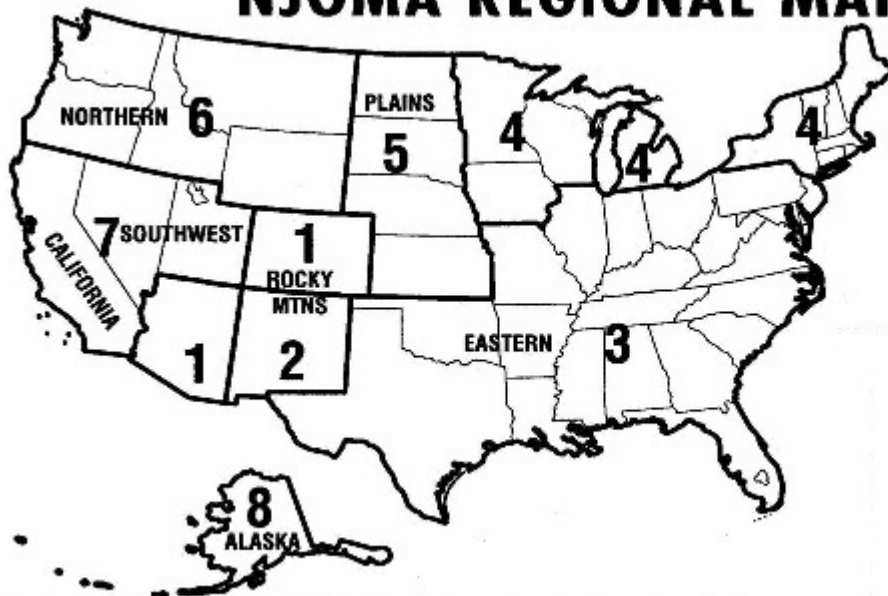 NJOMA REGIONAL MAP
NORTHERN 6
PLAINS
5
4
4
4
7 SOUTHWEST
CALIFORNIA
1
ROCKY
MTNS
1
2
EASTERN 3
8
ALASKA